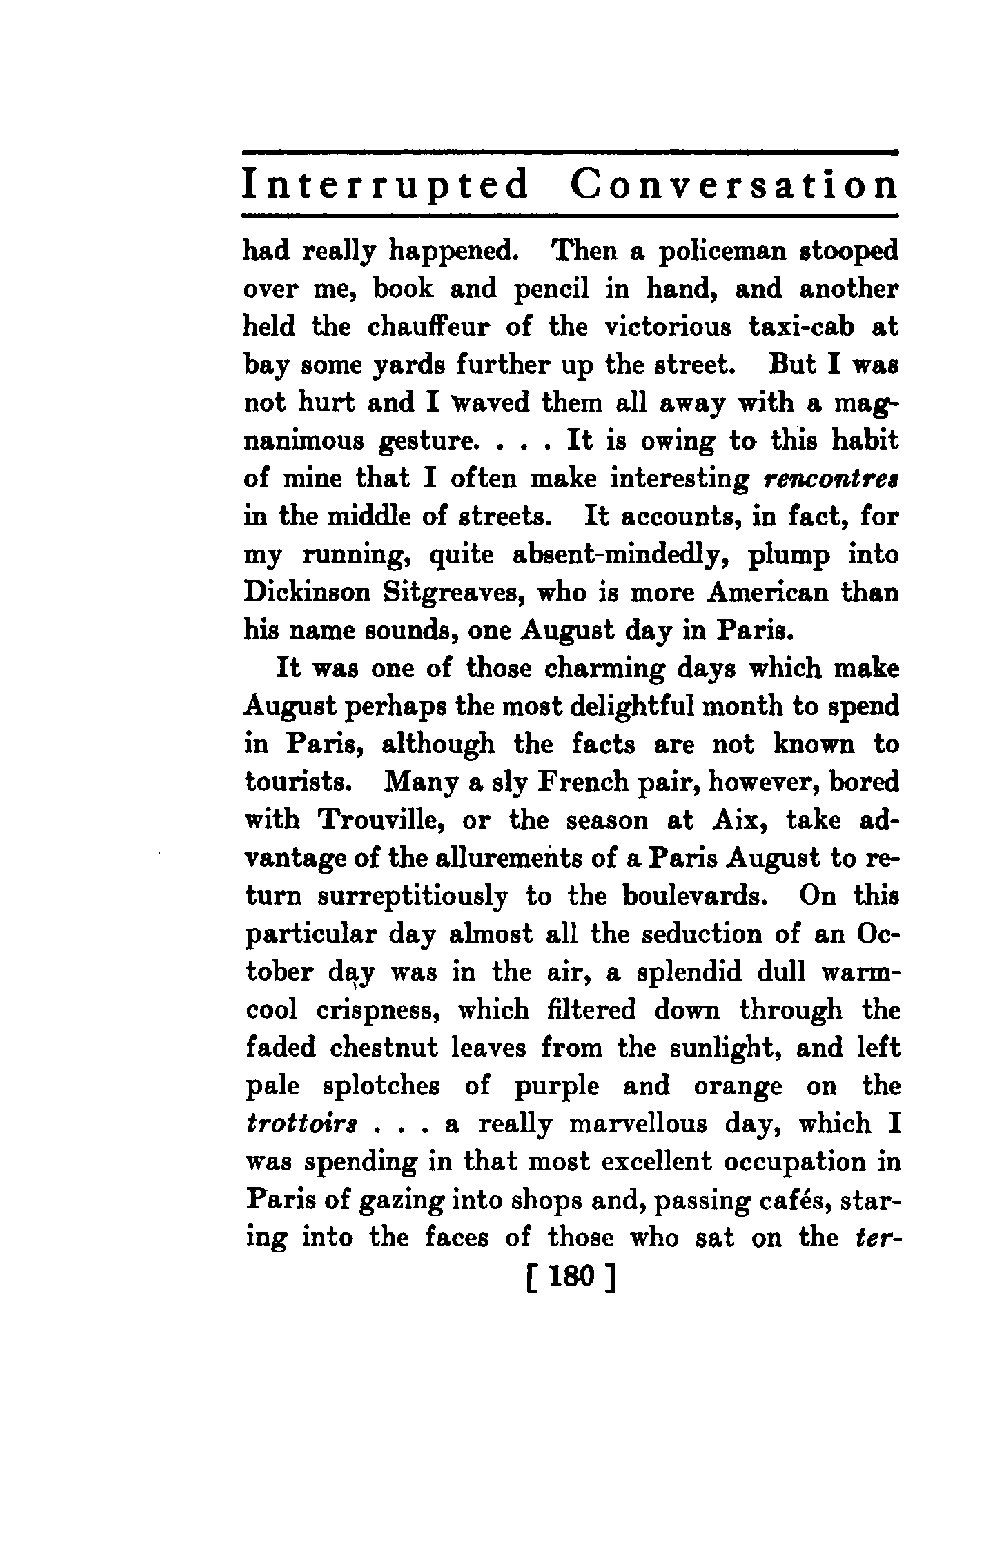 Interrupted Conversation
had really happened. Then a policeman stooped
over me, book and pencil in hand, and another
held the chauffeur of the victorious taxi-cab at
bay some yards further up the street. But I was
not hurt and I waved them all away with a mag-
nanimous gesture. . . . It is owing to this habit
of mine that I often make interesting rencontres
in the middle of streets. It accounts, in fact, for
my running, quite absent-mindedly, plump into
Dickinson Sitgreaves, who is more American than
his name sounds, one August day in Paris.
It was one of those charming days which make
August perhaps the most delightful month to spend
in Paris, although the facts are not known to
tourists. Many a sly French pair, however, bored
with Trouville, or the season at Aix, take ad-
vantage of the allurements of a Paris August to re-
turn surreptitiously to the boulevards. On this
particular day almost all the seduction of an Oc-
tober day was in the air, a splendid dull warm-
cool crispness, which filtered down through the
faded chestnut leaves from the sunlight, and left
pale splotches of purple and orange on the
trottoirs . . . a really marvellous day, which I
was spending in that most excellent occupation in
Paris of gazing into shops and, passing cafés, star-
ing into the faces of those who sat on the ter-
[ 180 ]